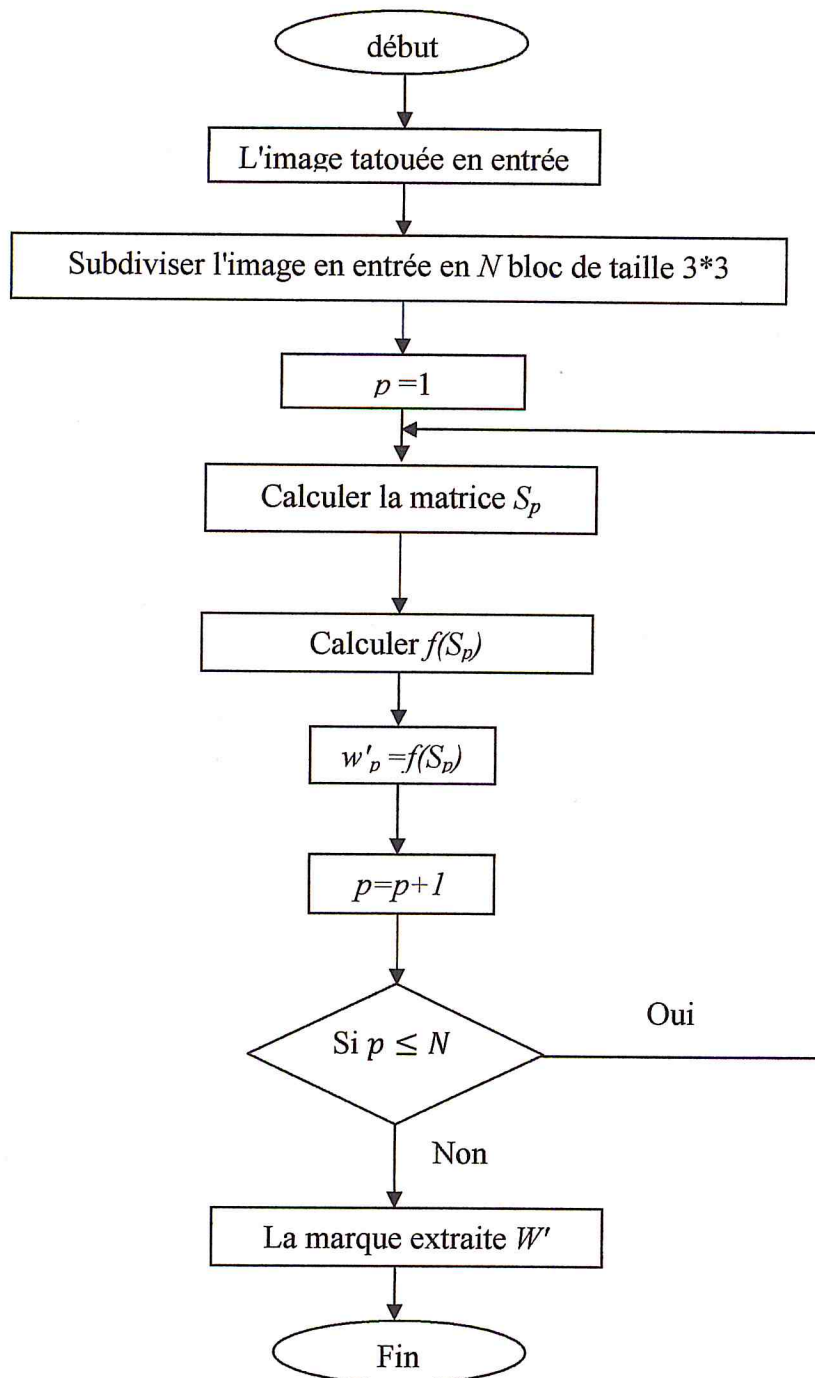 début
L'image tatouée en entrée
Subdiviser l'image en entrée en N bloc de taille 3*3
p =1
Calculer la matrice Sₚ
Calculer f(Sₚ)
w'ₚ =f(Sₚ)
p=p+1
Si p ≤ N
Oui
Non
La marque extraite W'
Fin